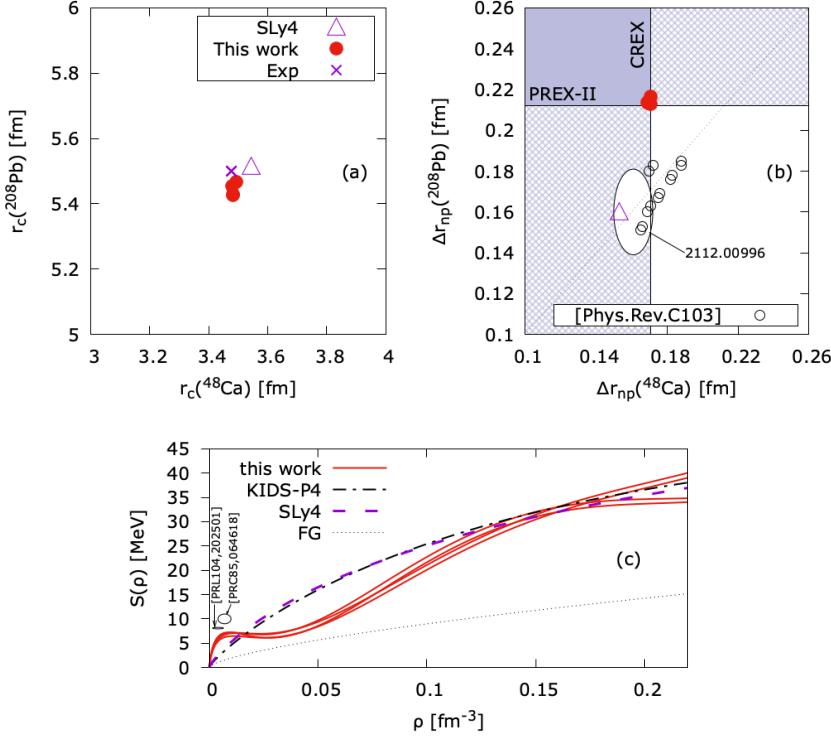 6
5.8
5.6
5.4
5.2
5
3 3.2 3.4 3.6 3.8 4
r_c(^208Pb) [fm]
r_c(^48Ca) [fm]
SLy4
This work
Exp
(a)
0.26
0.24
0.22
0.2
0.18
0.16
0.14
0.12
0.1
0.1 0.14 0.18 0.22 0.26
Δr_np(^208Pb) [fm]
Δr_np(^48Ca) [fm]
CREX
PREX-II
(b)
2112.00996
[Phys.Rev.C103]
45
40
35
30
25
20
15
10
5
0
0 0.05 0.1 0.15 0.2
S(ρ) [MeV]
ρ [fm^-3]
this work
KIDS-P4
SLy4
FG
[PRL104,202501]
[PRC85,064618]
(c)